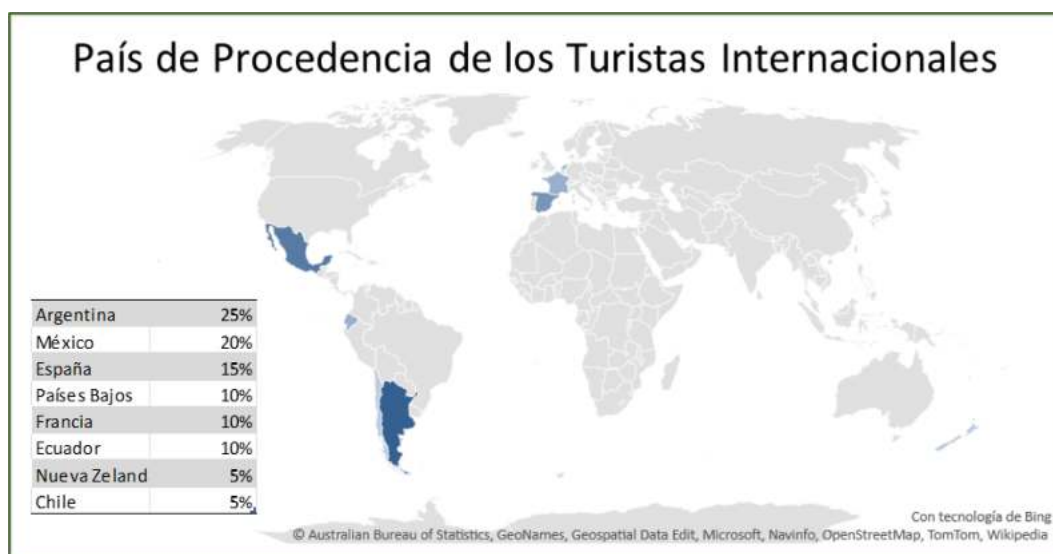 País de Procedencia de los Turistas Internacionales
Argentina 25%
México 20%
España 15%
Países Bajos 10%
Francia 10%
Ecuador 10%
Nueva Zeland 5%
Chile 5%
Con tecnología de Bing
© Australian Bureau of Statistics, GeoNames, Geospatial Data Edit, Microsoft, Navinfo, OpenStreetMap, TomTom, Wikipedia